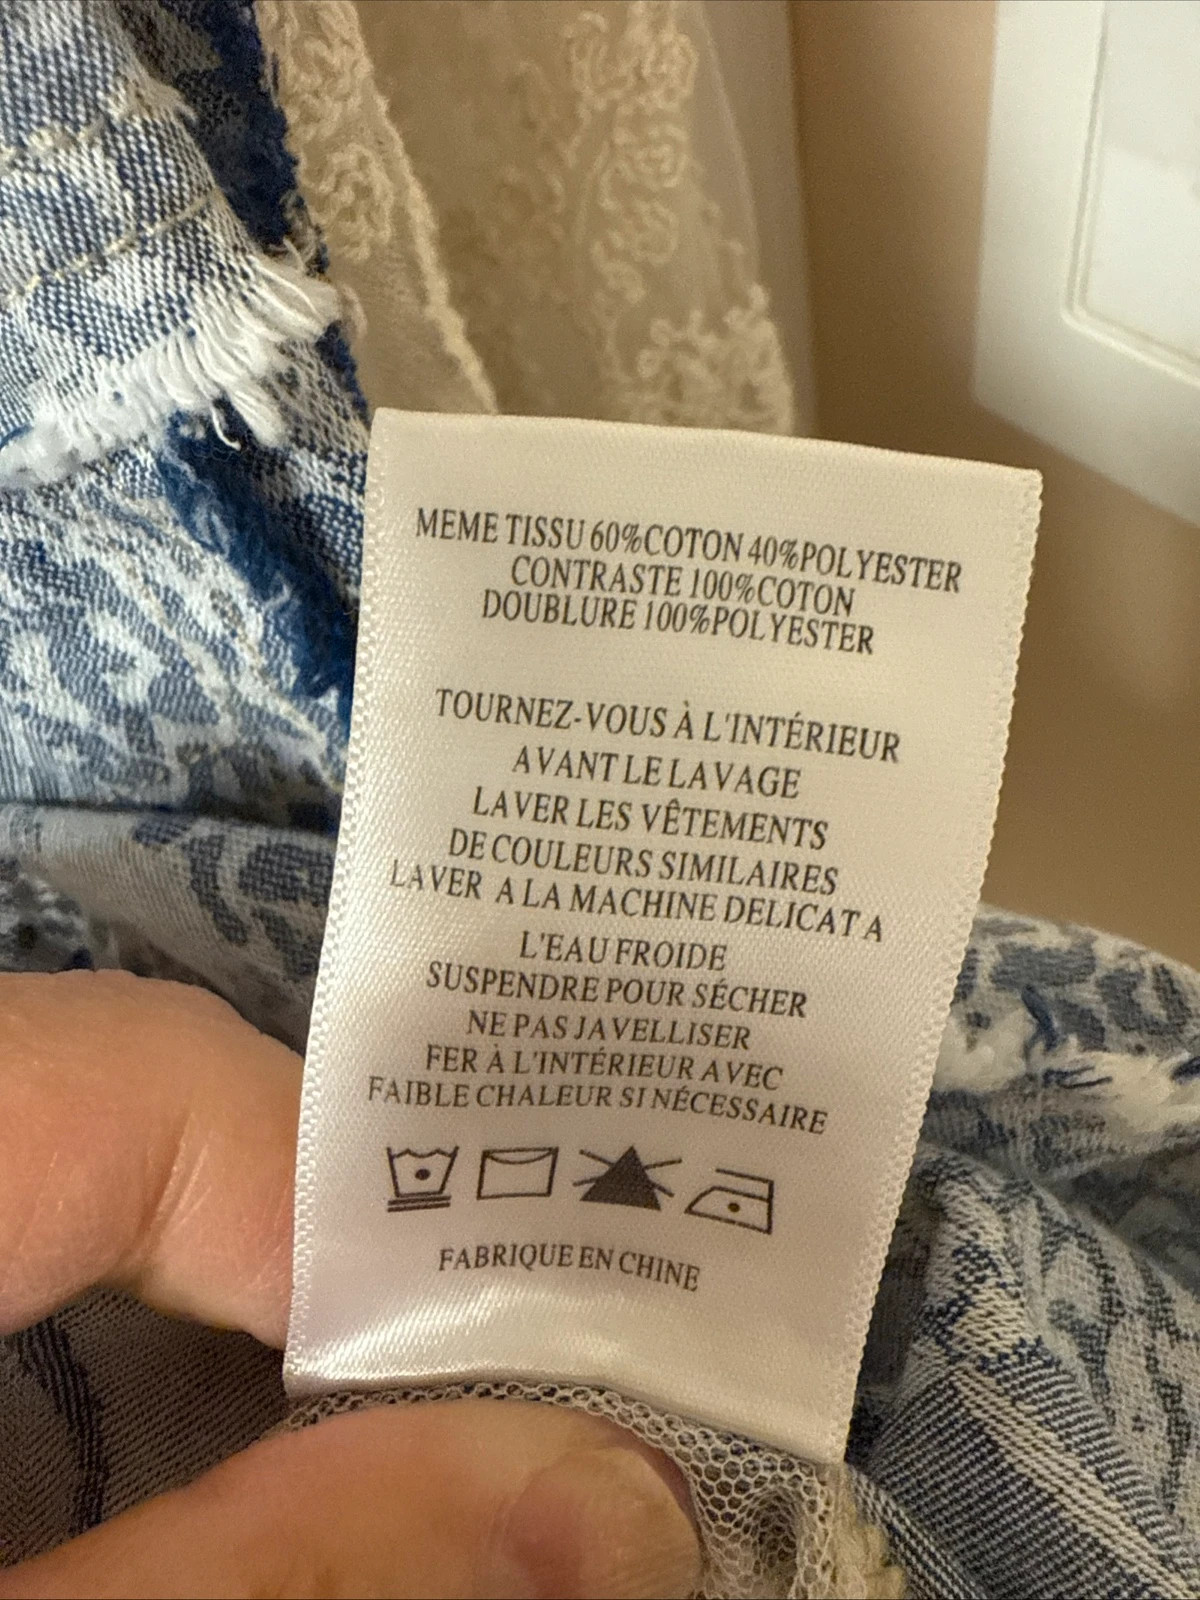 MEME TISSU 60%COTON 40%POLYESTER
CONTRASTE 100%COTON
DOUBLURE 100%POLYESTER
TOURNEZ-VOUS À L'INTÉRIEUR
AVANT LE LAVAGE
LAVER LES VÊTEMENTS
DE COULEURS SIMILAIRES
LAVER A LA MACHINE DELICAT A
L'EAU FROIDE
SUSPENDRE POUR SÉCHER
NE PAS JAVELLISER
FER À L'INTÉRIEUR AVEC
FAIBLE CHALEUR SI NÉCESSAIRE
FABRIQUE EN CHINE